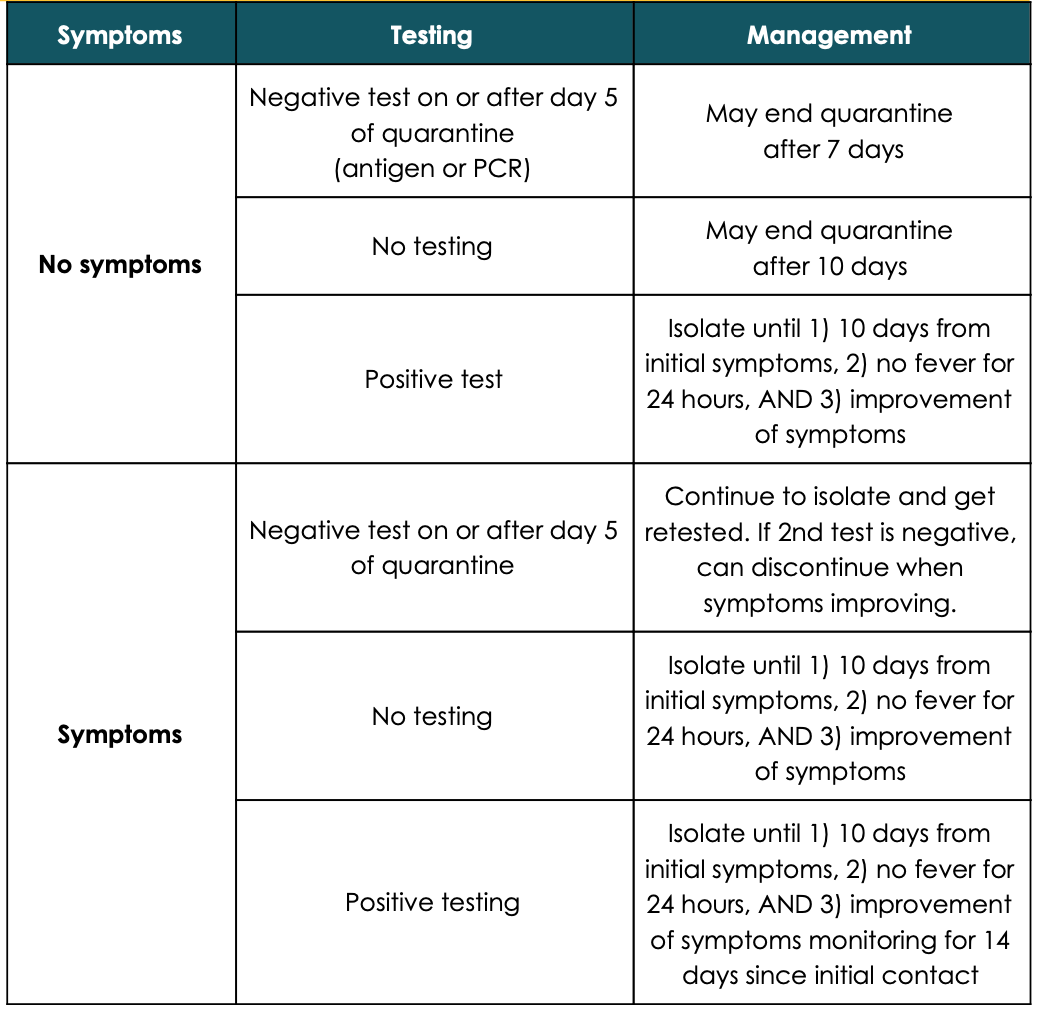 Symptoms
Testing
Management
No symptoms
Negative test on or after day 5
of quarantine
(antigen or PCR)
May end quarantine
after 7 days
No testing
May end quarantine
after 10 days
Positive test
Isolate until 1) 10 days from
initial symptoms, 2) no fever for
24 hours, AND 3) improvement
of symptoms
Symptoms
Negative test on or after day 5
of quarantine
Continue to isolate and get
retested. If 2nd test is negative,
can discontinue when
symptoms improving.
No testing
Isolate until 1) 10 days from
initial symptoms, 2) no fever for
24 hours, AND 3) improvement
of symptoms
Positive testing
Isolate until 1) 10 days from
initial symptoms, 2) no fever for
24 hours, AND 3) improvement
of symptoms monitoring for 14
days since initial contact